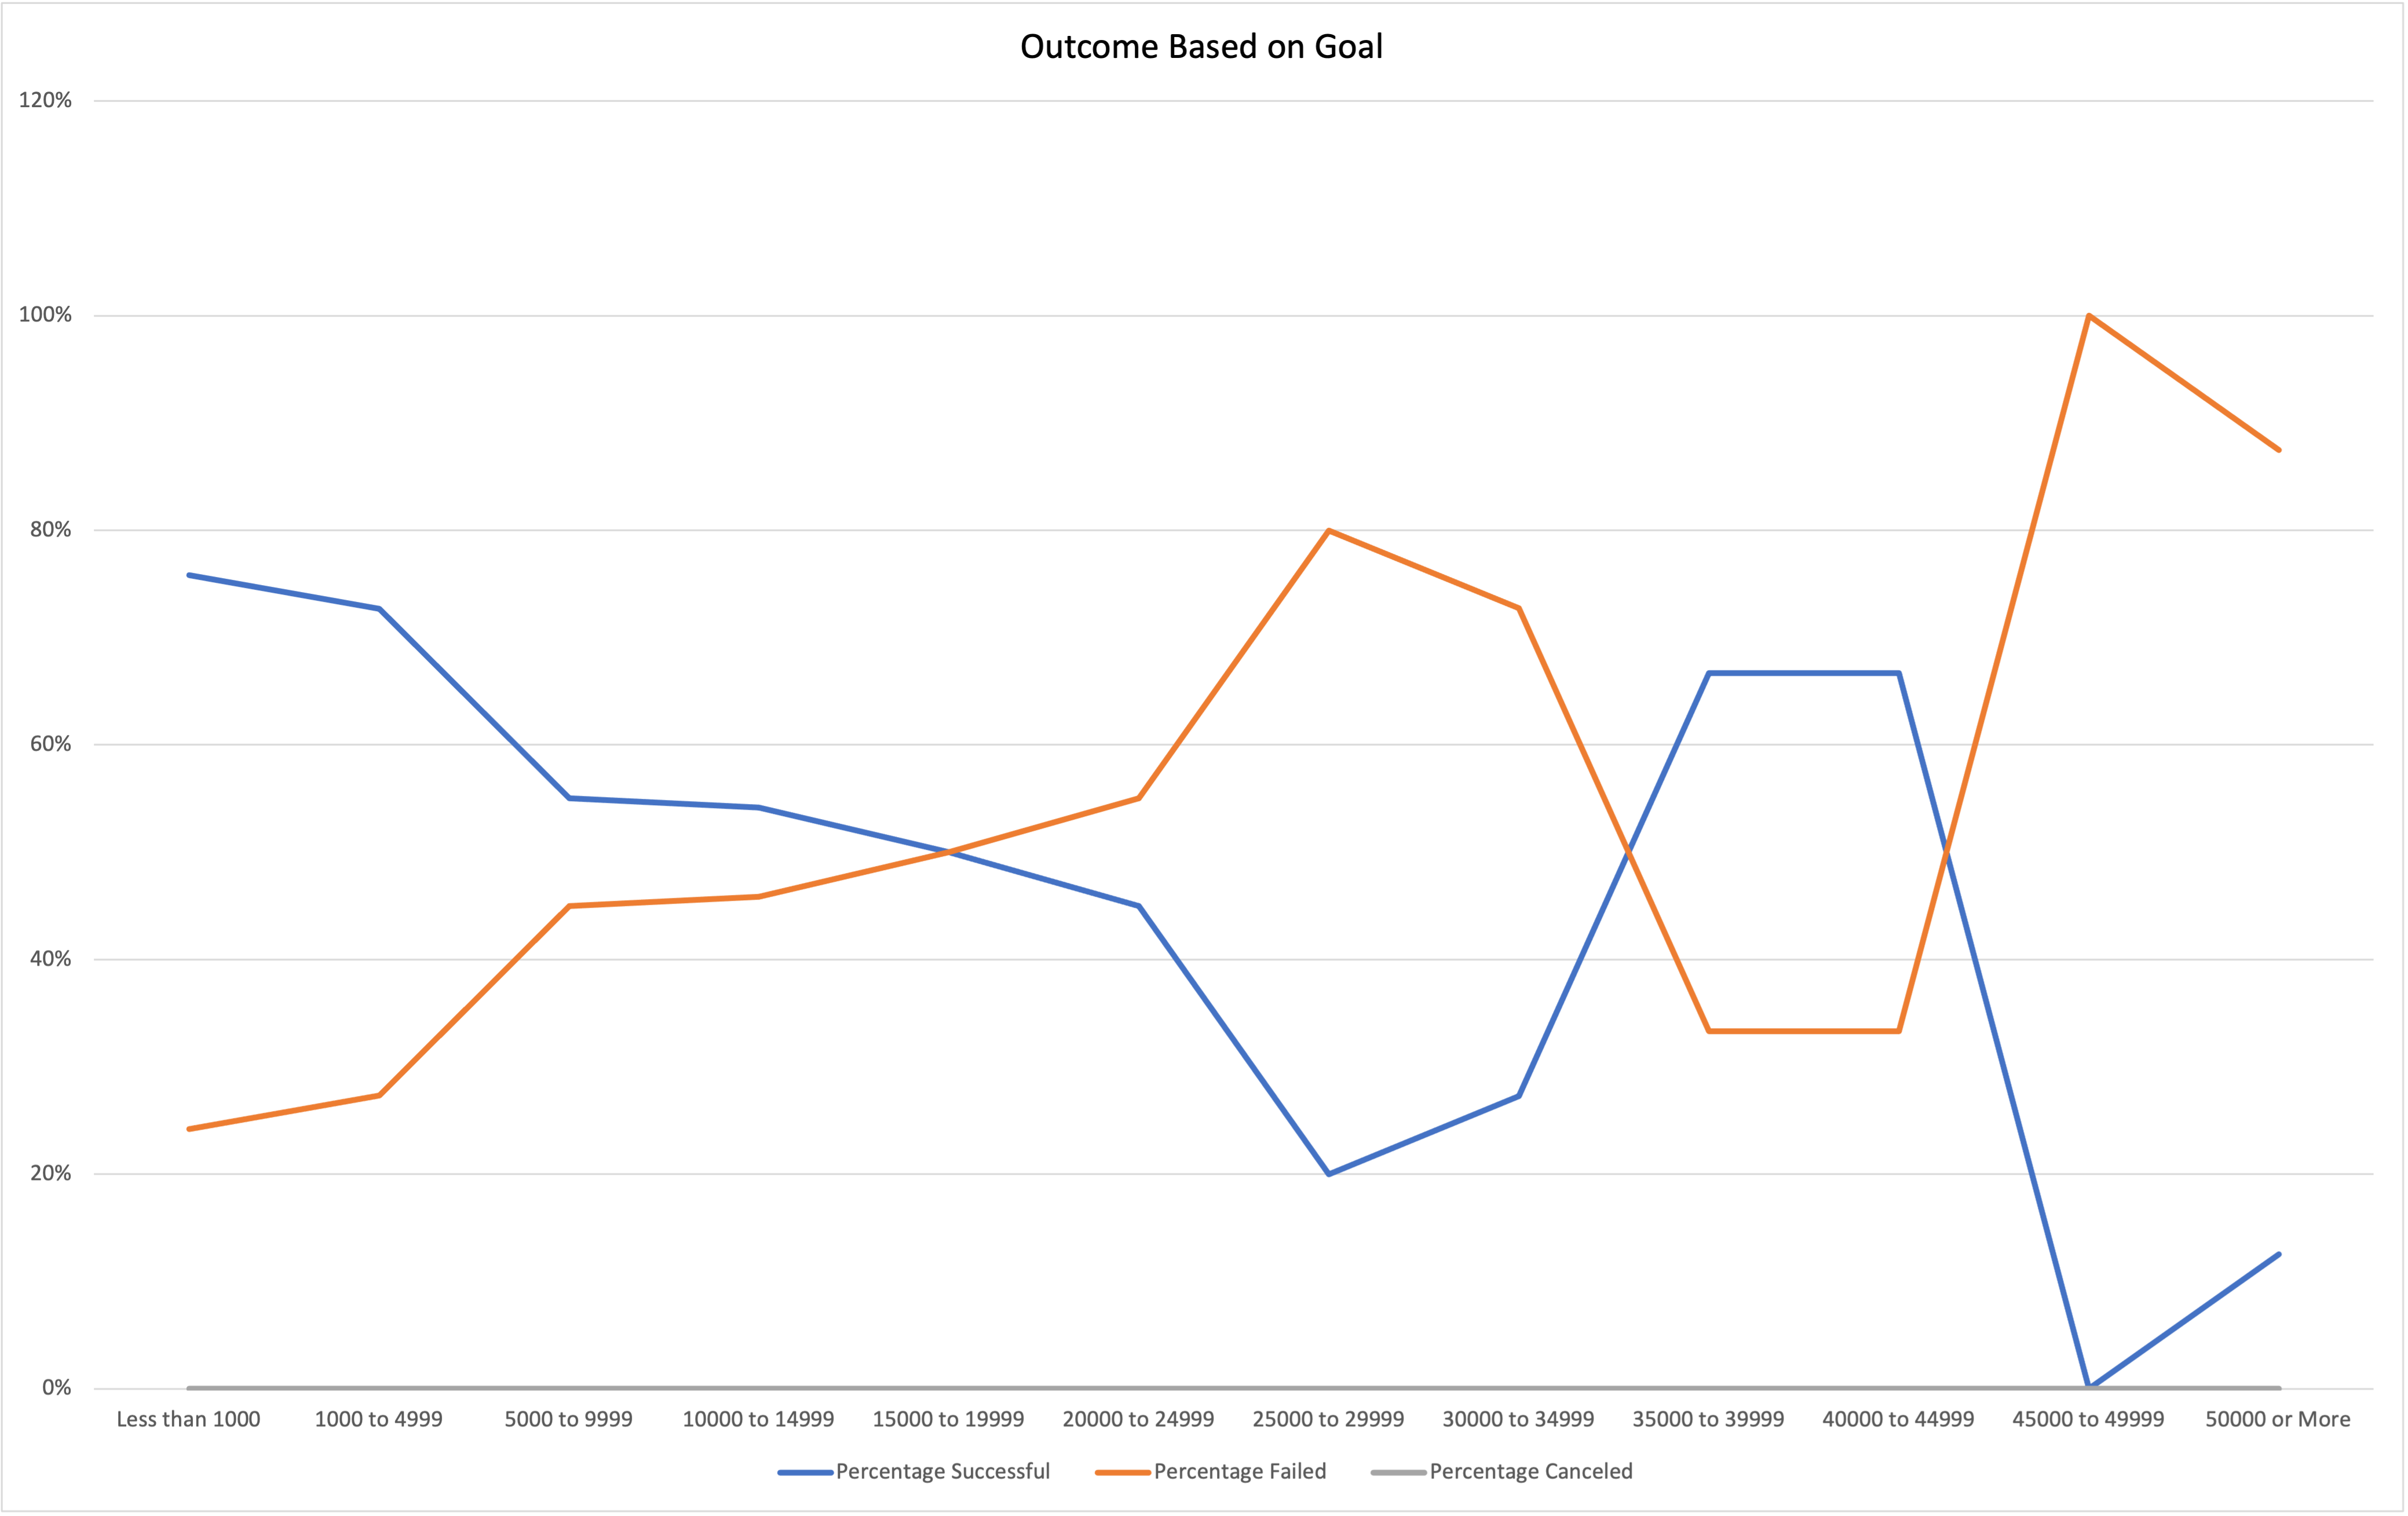 Outcome Based on Goal
120%
100%
80%
60%
40%
20%
0%
Less than 1000 1000 to 4999 5000 to 9999 10000 to 14999 15000 to 19999 20000 to 24999 25000 to 29999 30000 to 34999 35000 to 39999 40000 to 44999 45000 to 49999 50000 or More
Percentage Successful Percentage Failed Percentage Canceled